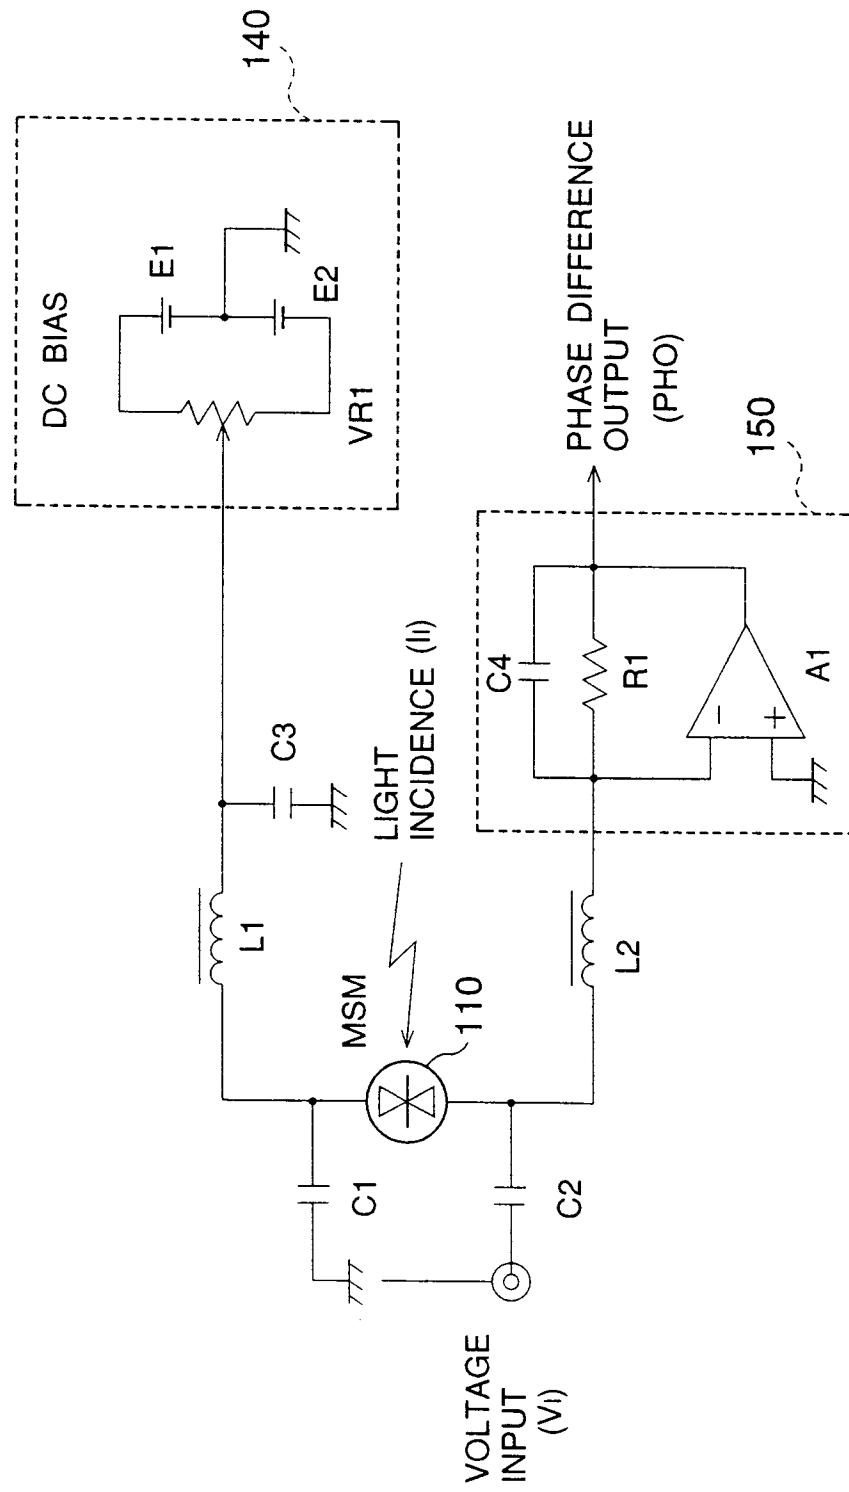 140
DC BIAS
E1
E2
VR1
L1
C3
LIGHT
INCIDENCE (Ii)
MSM
110
C1
C2
VOLTAGE
INPUT
(Vi)
L2
150
C4
R1
A1
−
+
PHASE DIFFERENCE
OUTPUT
(PHO)